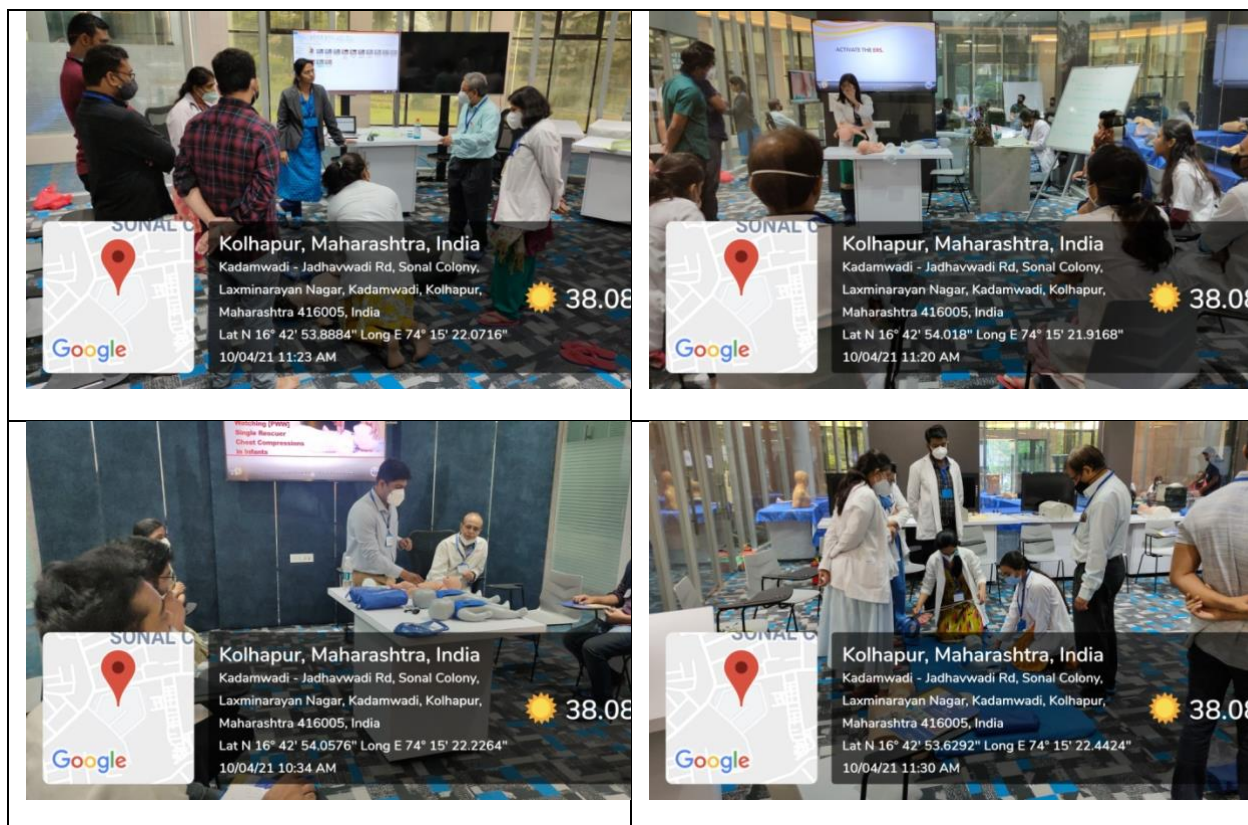 SONAL C
Kolhapur, Maharashtra, India
Kadamwadi - Jadhavwadi Rd, Sonal Colony,
Laxminarayan Nagar, Kadamwadi, Kolhapur,
Maharashtra 416005, India
Lat N 16° 42' 53.8884" Long E 74° 15' 22.0716"
10/04/21 11:23 AM
38.08
Google
ACTIVATE THE ERS.
SONAL C
Kolhapur, Maharashtra, India
Kadamwadi - Jadhavwadi Rd, Sonal Colony,
Laxminarayan Nagar, Kadamwadi, Kolhapur,
Maharashtra 416005, India
Lat N 16° 42' 54.018" Long E 74° 15' 21.9168"
10/04/21 11:20 AM
38.08
Google
Watching [PWW]
Single Rescuer
Chest Compressions
in Infants
SONAL C
Kolhapur, Maharashtra, India
Kadamwadi - Jadhavwadi Rd, Sonal Colony,
Laxminarayan Nagar, Kadamwadi, Kolhapur,
Maharashtra 416005, India
Lat N 16° 42' 54.0576" Long E 74° 15' 22.2264"
10/04/21 10:34 AM
38.08
Google
SONAL C
Kolhapur, Maharashtra, India
Kadamwadi - Jadhavwadi Rd, Sonal Colony,
Laxminarayan Nagar, Kadamwadi, Kolhapur,
Maharashtra 416005, India
Lat N 16° 42' 53.6292" Long E 74° 15' 22.4424"
10/04/21 11:30 AM
38.08
Google